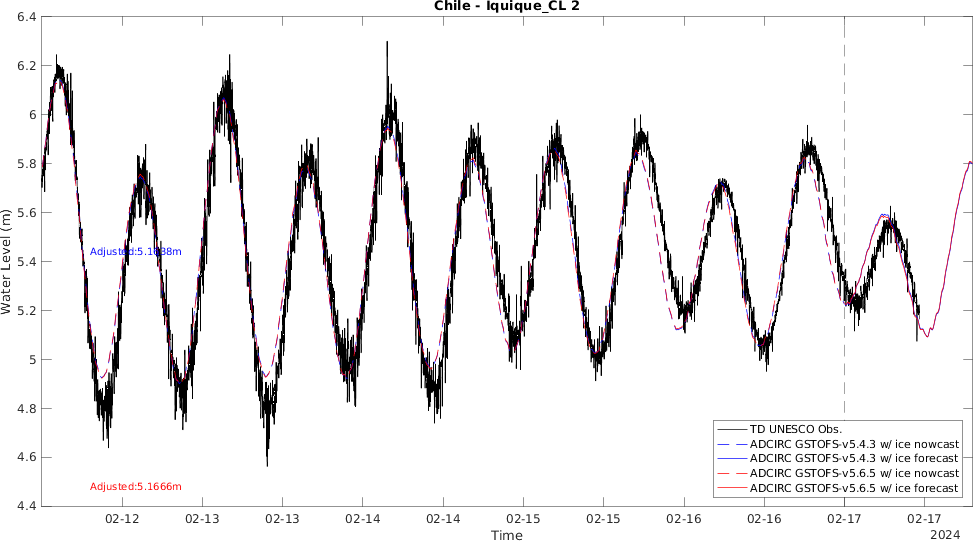 Chile - Iquique_CL 2
6.4
6.2
6
5.8
5.6
5.4
5.2
5
4.8
4.6
4.4
Water Level (m)
Adjusted:5.1638m
Adjusted:5.1666m
TD UNESCO Obs.
ADCIRC GSTOFS-v5.4.3 w/ ice nowcast
ADCIRC GSTOFS-v5.4.3 w/ ice forecast
ADCIRC GSTOFS-v5.6.5 w/ ice nowcast
ADCIRC GSTOFS-v5.6.5 w/ ice forecast
02-12 02-13 02-13 02-14 02-14 02-15 02-15 02-16 02-16 02-17 02-17
Time
2024